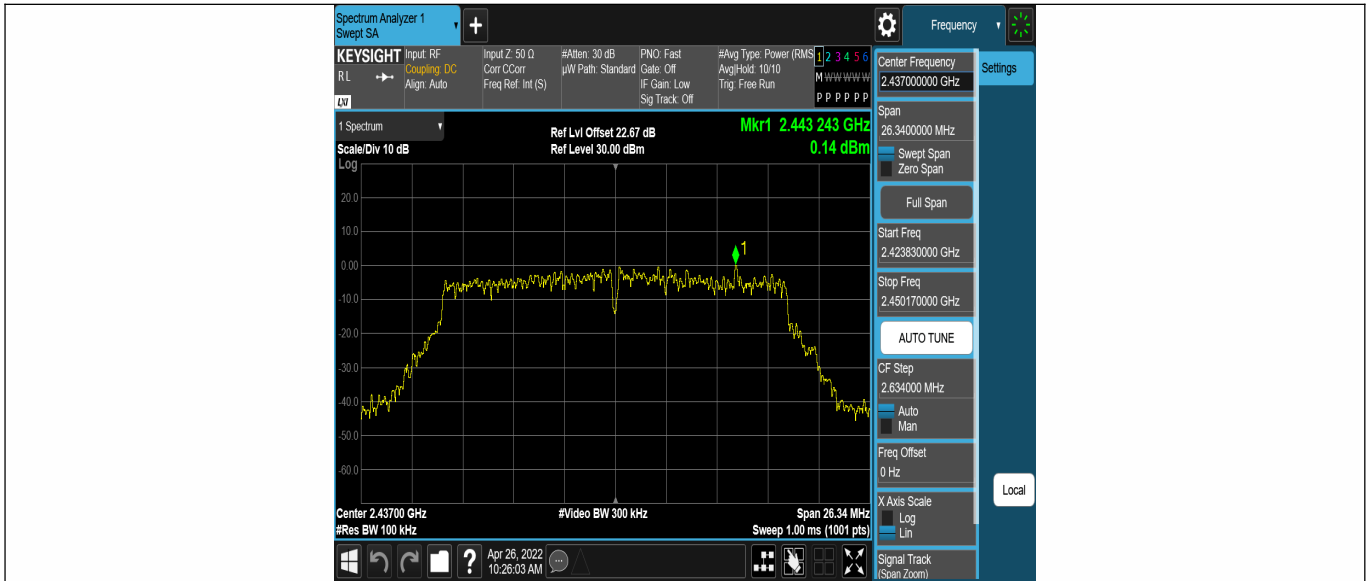 Spectrum Analyzer 1
Swept SA
+
Frequency
KEYSIGHT
R L
LXI
Input: RF
Coupling: DC
Align: Auto
Input Z: 50 Ω
Corr CCorr
Freq Ref: Int (S)
#Atten: 30 dB
µW Path: Standard
PNO: Fast
Gate: Off
IF Gain: Low
Sig Track: Off
#Avg Type: Power (RMS
Avg|Hold: 10/10
Trig: Free Run
1 2 3 4 5 6
M W W W W W
P P P P P P
Center Frequency
2.437000000 GHz
Settings
1 Spectrum
Scale/Div 10 dB
Ref Lvl Offset 22.67 dB
Ref Level 30.00 dBm
Mkr1 2.443 243 GHz
0.14 dBm
Log
20.0
10.0
0.00
-10.0
-20.0
-30.0
-40.0
-50.0
-60.0
1
Center 2.43700 GHz
#Res BW 100 kHz
#Video BW 300 kHz
Span 26.34 MHz
Sweep 1.00 ms (1001 pts)
Span
26.3400000 MHz
Swept Span
Zero Span
Full Span
Start Freq
2.423830000 GHz
Stop Freq
2.450170000 GHz
AUTO TUNE
CF Step
2.634000 MHz
Auto
Man
Freq Offset
0 Hz
X Axis Scale
Log
Lin
Local
Signal Track
(Span Zoom)
?
Apr 26, 2022
10:26:03 AM